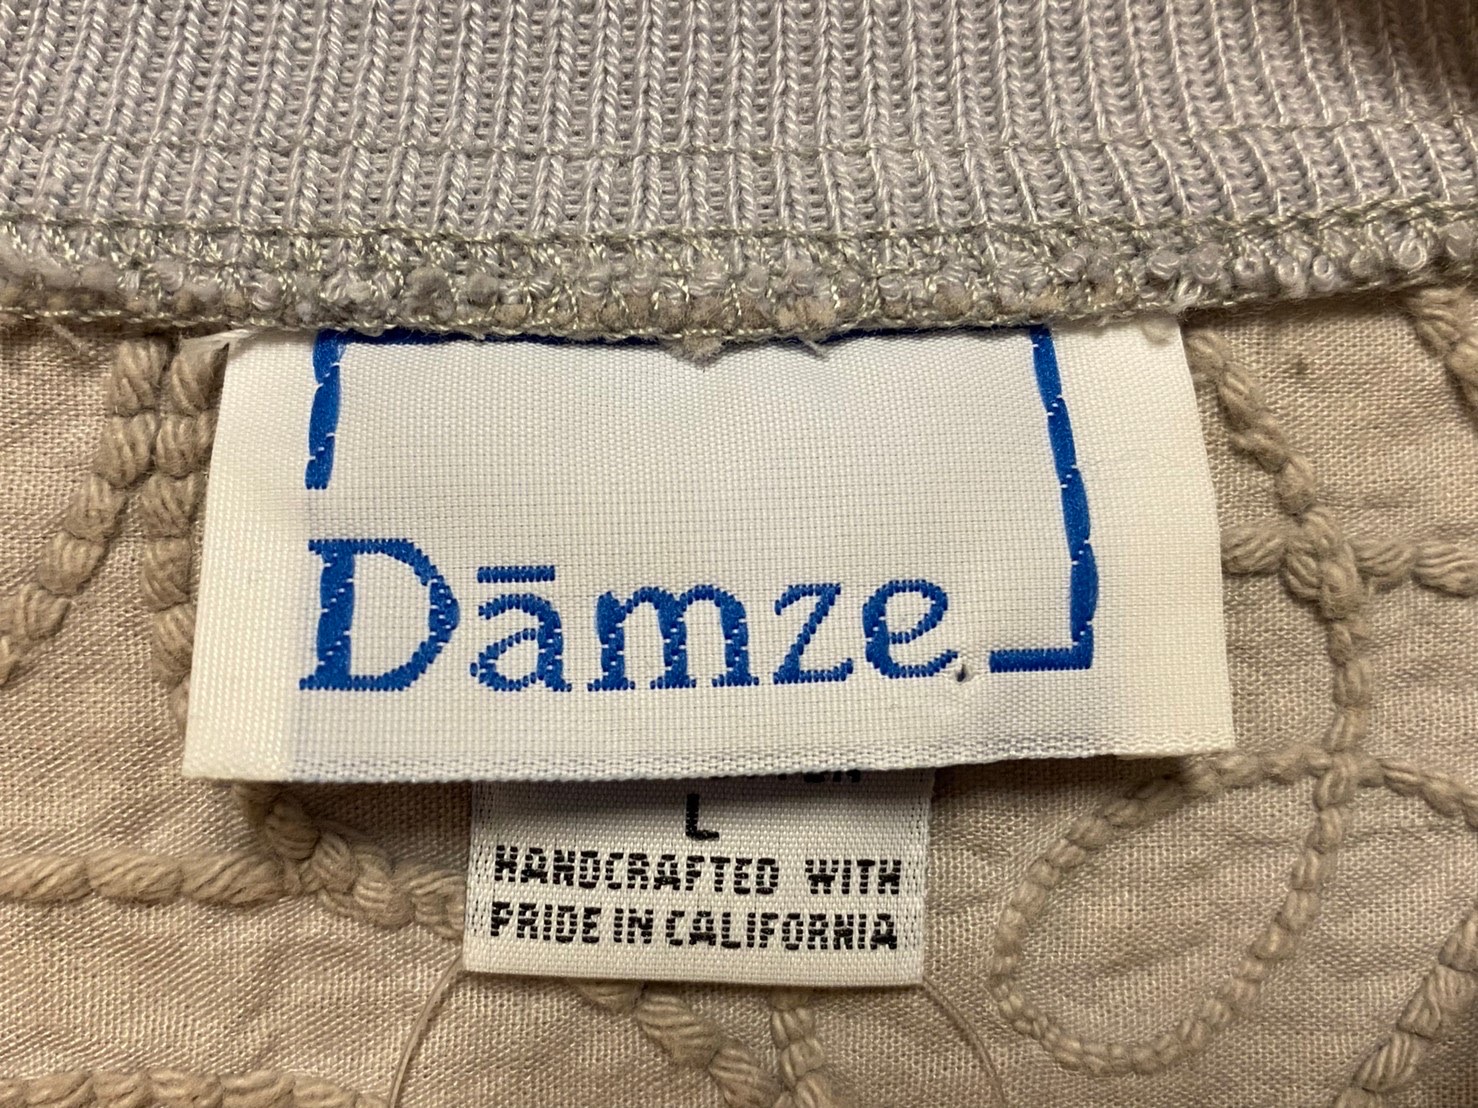 Dāmze
L
HANDCRAFTED WITH
PRIDE IN CALIFORNIA